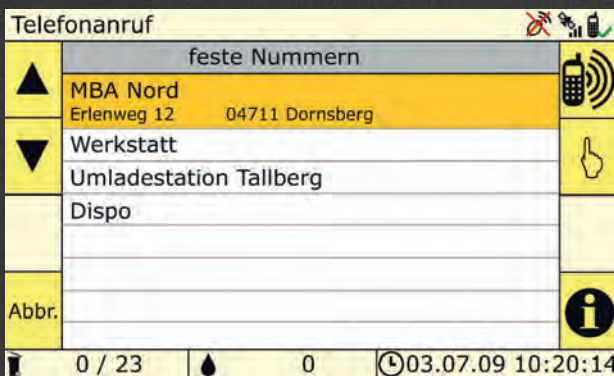 Telefonanruf
feste Nummern
MBA Nord
Erlenweg 12 04711 Dornsberg
Werkstatt
Umladestation Tallberg
Dispo
Abbr.
0 / 23 0 03.07.09 10:20:14